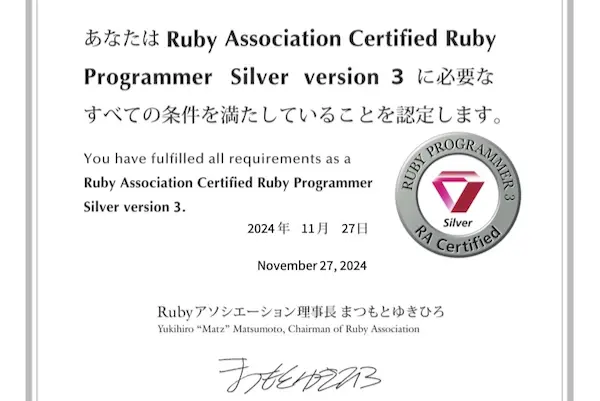 あなたは Ruby Association Certified Ruby
Programmer Silver version 3 に必要な
すべての条件を満たしていることを認定します。
You have fulfilled all requirements as a
Ruby Association Certified Ruby Programmer
Silver version 3.
RUBY PROGRAMMER 3
Silver
RA Certified
2024年 11月 27日
November 27, 2024
Rubyアソシエーション理事長 まつもとゆきひろ
Yukihiro “Matz” Matsumoto, Chairman of Ruby Association
まつもとゆきひろ